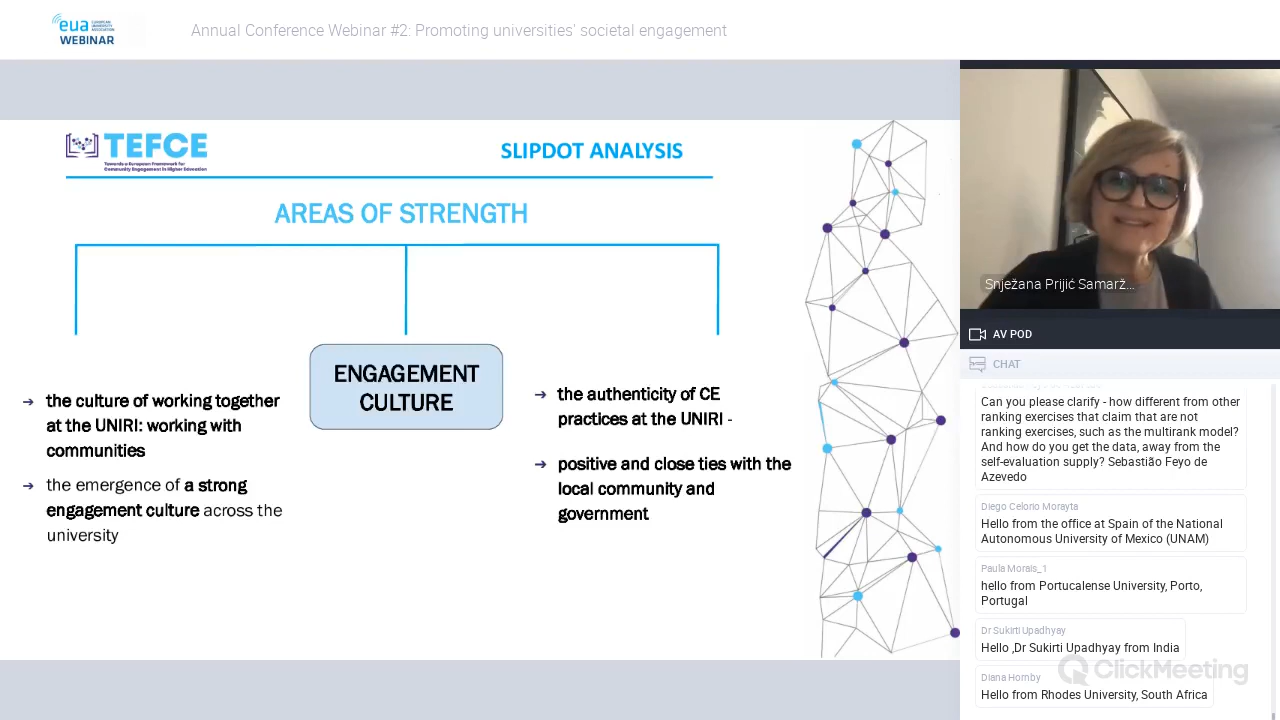 eua EUROPEAN UNIVERSITY ASSOCIATION
WEBINAR
Annual Conference Webinar #2: Promoting universities' societal engagement
TEFCE
Towards a European Framework for
Community Engagement in Higher Education
SLIPDOT ANALYSIS
AREAS OF STRENGTH
→ the culture of working together
at the UNIRI: working with
communities
→ the emergence of a strong
engagement culture across the
university
ENGAGEMENT
CULTURE
→ the authenticity of CE
practices at the UNIRI -
→ positive and close ties with the
local community and
government
Snježana Prijić Samarž...
AV POD
CHAT
Can you please clarify - how different from other
ranking exercises that claim that are not
ranking exercises, such as the multirank model?
And how do you get the data, away from the
self-evaluation supply? Sebastião Feyo de
Azevedo
Diego Celorio Morayta
Hello from the office at Spain of the National
Autonomous University of Mexico (UNAM)
Paula Morais_1
hello from Portucalense University, Porto,
Portugal
Dr Sukirti Upadhyay
Hello ,Dr Sukirti Upadhyay from India
Diana Hornby
Hello from Rhodes University, South Africa
ClickMeeting